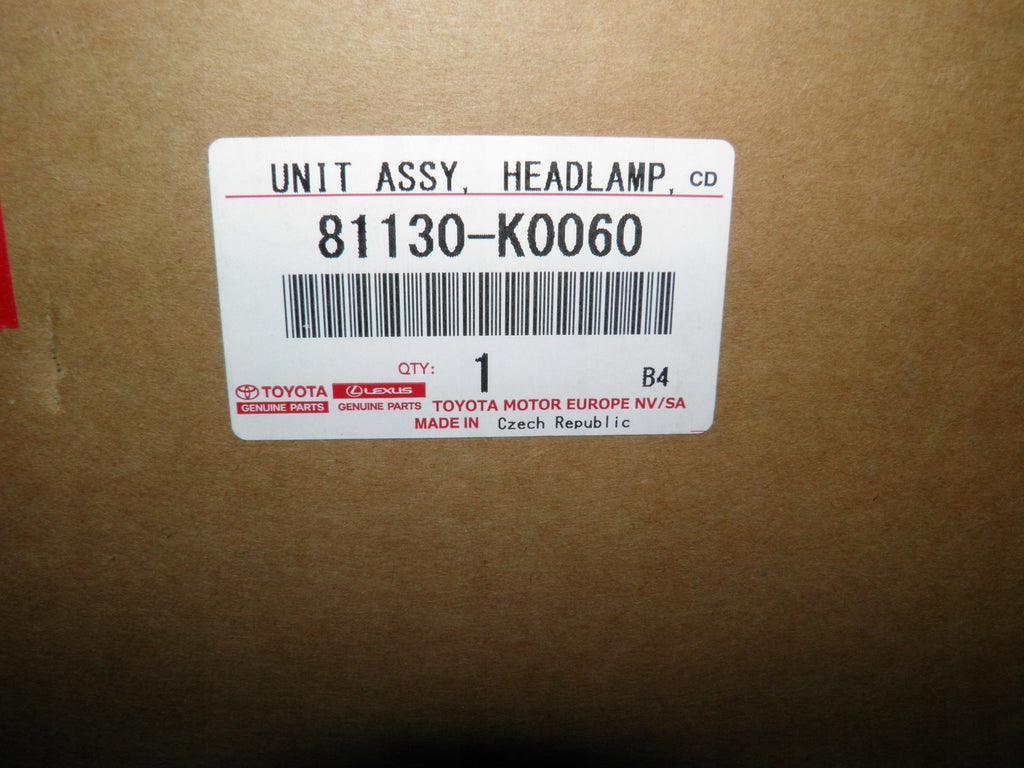 UNIT ASSY, HEADLAMP, CD
81130-K0060
QTY: 1 B4
TOYOTA LEXUS
GENUINE PARTS GENUINE PARTS TOYOTA MOTOR EUROPE NV/SA
MADE IN Czech Republic